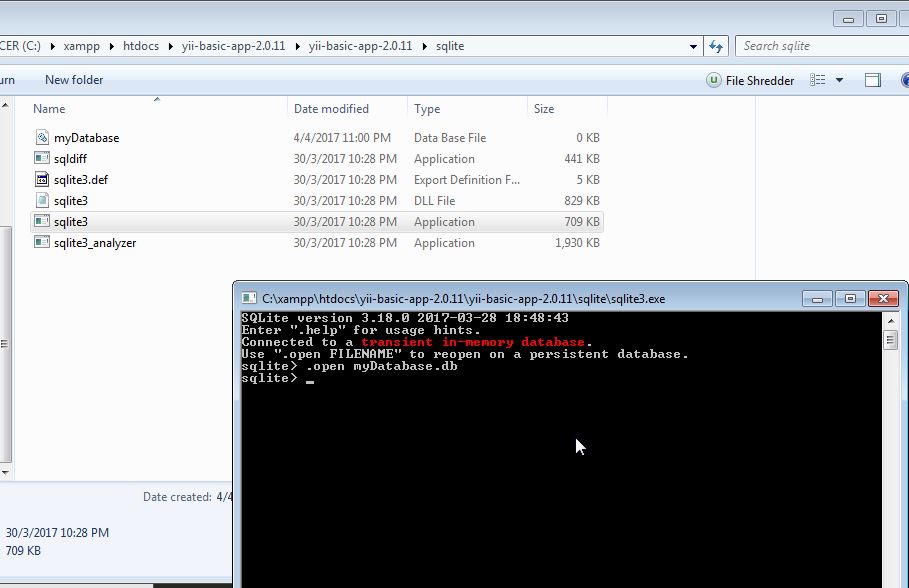 CER (C:) xampp htdocs yii-basic-app-2.0.11 yii-basic-app-2.0.11 sqlite Search sqlite
urn New folder File Shredder
Name Date modified Type Size
myDatabase 4/4/2017 11:00 PM Data Base File 0 KB
sqldiff 30/3/2017 10:28 PM Application 441 KB
sqlite3.def 30/3/2017 10:28 PM Export Definition F... 5 KB
sqlite3 30/3/2017 10:28 PM DLL File 829 KB
sqlite3 30/3/2017 10:28 PM Application 709 KB
sqlite3_analyzer 30/3/2017 10:28 PM Application 1,930 KB
C:\xampp\htdocs\yii-basic-app-2.0.11\yii-basic-app-2.0.11\sqlite\sqlite3.exe
SQLite version 3.18.0 2017-03-28 18:48:43
Enter ".help" for usage hints.
Connected to a transient in-memory database.
Use ".open FILENAME" to reopen on a persistent database.
sqlite> .open myDatabase.db
sqlite> _
Date created: 4/4
30/3/2017 10:28 PM
709 KB